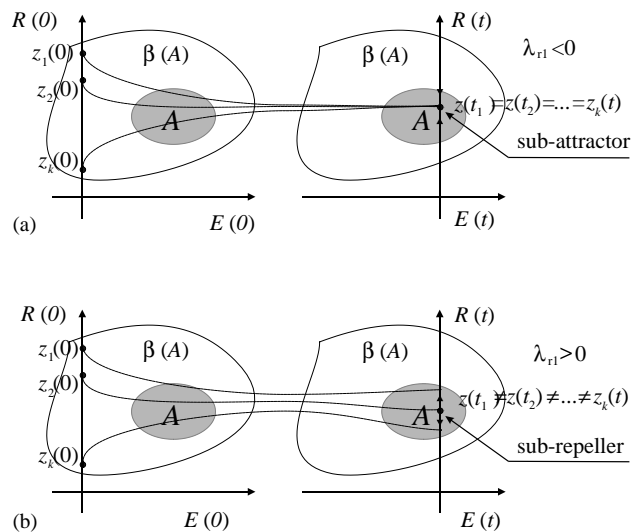 R (0)
R (t)
z1(0)
β (A)
β (A)
λr1<0
z2(0)
A
A
z(t1)=z(t2)=...=zk(t)
zk(0)
sub-attractor
(a)
E (0)
E (t)
R (0)
R (t)
z1(0)
β (A)
β (A)
λr1>0
z2(0)
A
A
z(t1)≠z(t2)≠...≠zk(t)
zk(0)
sub-repeller
(b)
E (0)
E (t)